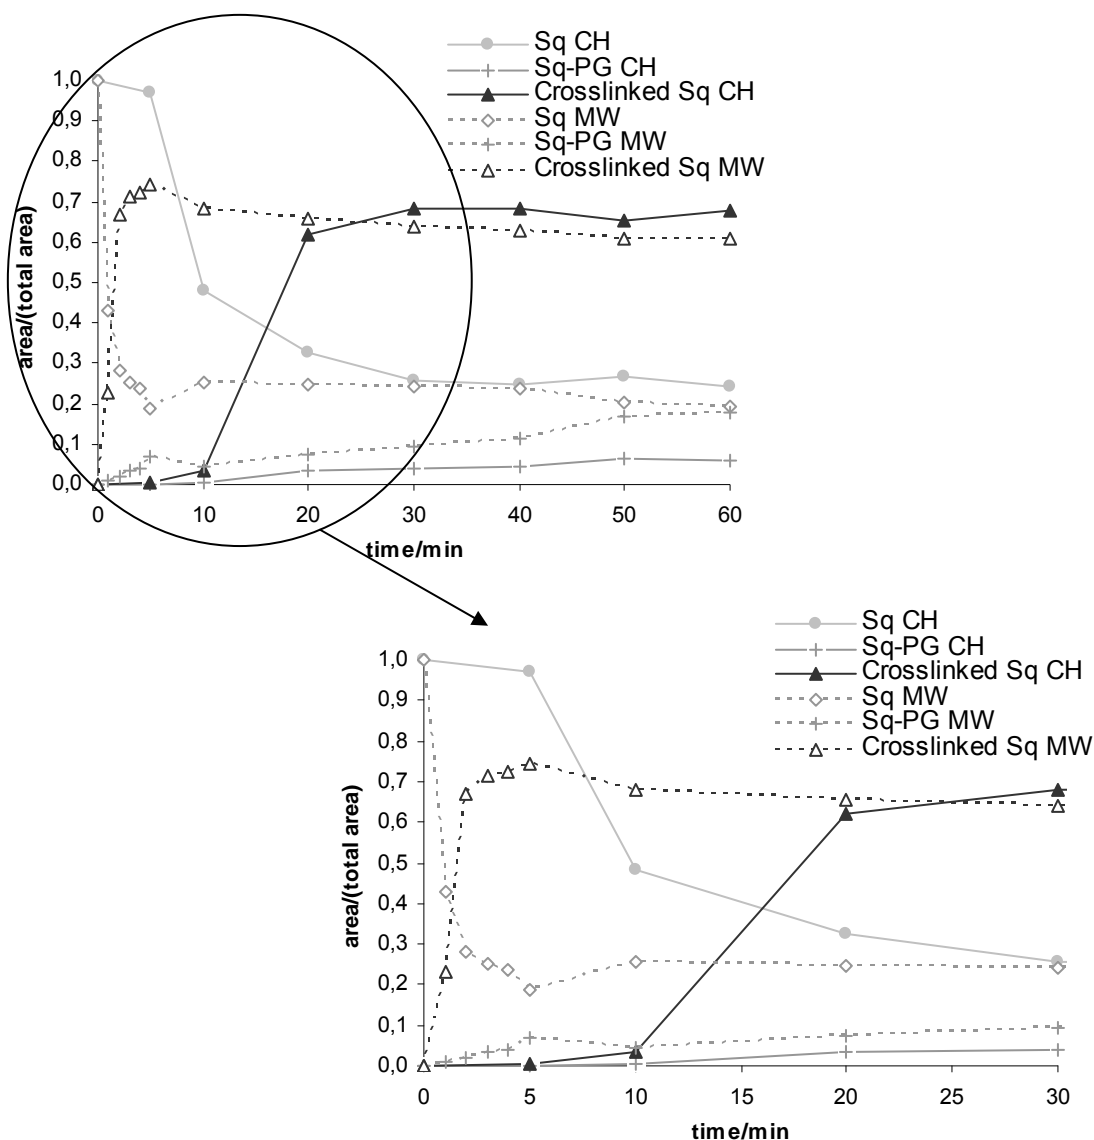 Sq CH
Sq-PG CH
Crosslinked Sq CH
Sq MW
Sq-PG MW
Crosslinked Sq MW
1,0
0,9
0,8
0,7
0,6
0,5
0,4
0,3
0,2
0,1
0,0
area/(total area)
0 10 20 30 40 50 60
time/min
Sq CH
Sq-PG CH
Crosslinked Sq CH
Sq MW
Sq-PG MW
Crosslinked Sq MW
1,0
0,9
0,8
0,7
0,6
0,5
0,4
0,3
0,2
0,1
0,0
area/(total area)
0 5 10 15 20 25 30
time/min